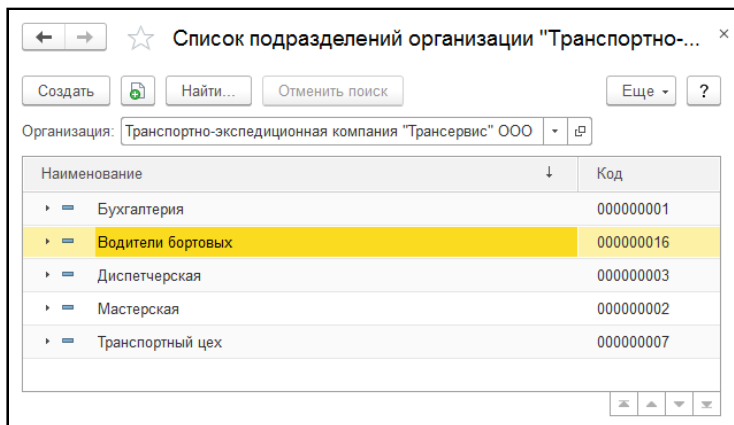 Список подразделений организации "Транспортно-...
Создать Найти... Отменить поиск Еще ?
Организация: Транспортно-экспедиционная компания "Трансервис" ООО
Наименование Код
Бухгалтерия 000000001
Водители бортовых 000000016
Диспетчерская 000000003
Мастерская 000000002
Транспортный цех 000000007